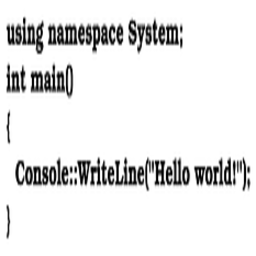 using namespace System;
int main()
{
Console::WriteLine("Hello world!");
}